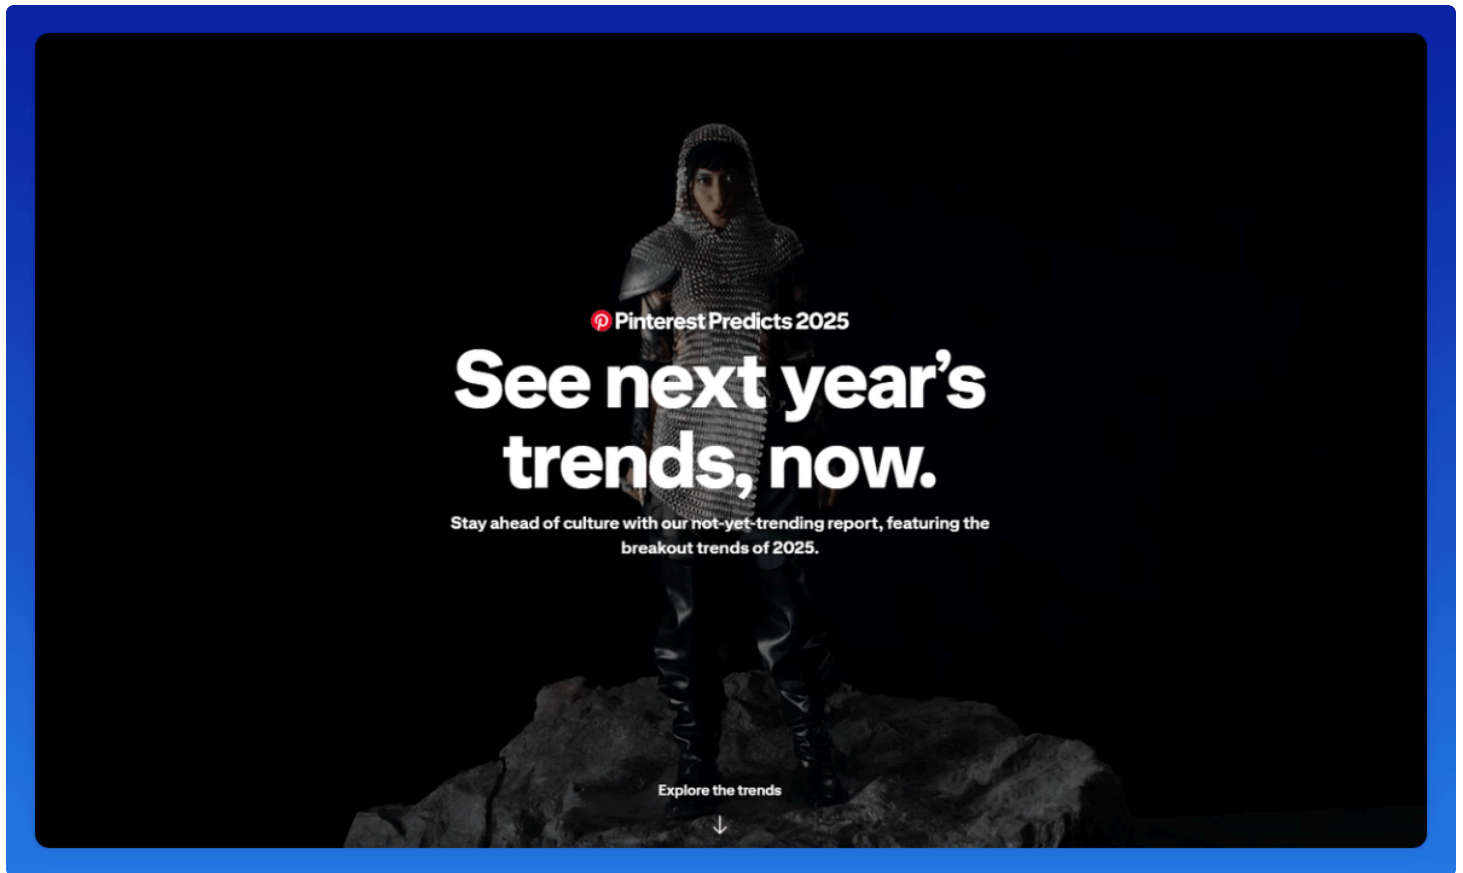 Pinterest Predicts 2025
See next year’s
trends, now.
Stay ahead of culture with our not-yet-trending report, featuring the
breakout trends of 2025.
Explore the trends